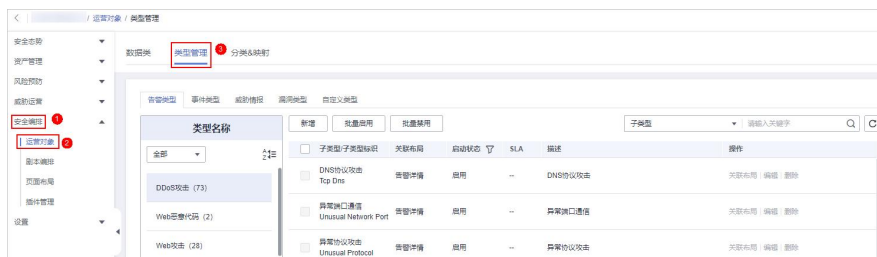 / 运营对象 / 类型管理
安全态势
资产管理
风险预防
威胁运营
安全编排 1
运营对象 2
剧本编排
页面布局
插件管理
设置
数据类 类型管理 3 分类&映射
告警类型 事件类型 威胁情报 漏洞类型 自定义类型
类型名称
全部
DDoS攻击 (73)
Web恶意代码 (2)
Web攻击 (28)
新增 批量启用 批量禁用 子类型 请输入关键字
子类型/子类型标识 关联布局 启动状态 SLA 描述 操作
DNS协议攻击
Tcp Dns
告警详情 启用 -- DNS协议攻击 关联布局 编辑 删除
异常端口通信
Unusual Network Port
告警详情 启用 -- 异常端口通信 关联布局 编辑 删除
异常协议攻击
Unusual Protocol
告警详情 启用 -- 异常协议攻击 关联布局 编辑 删除